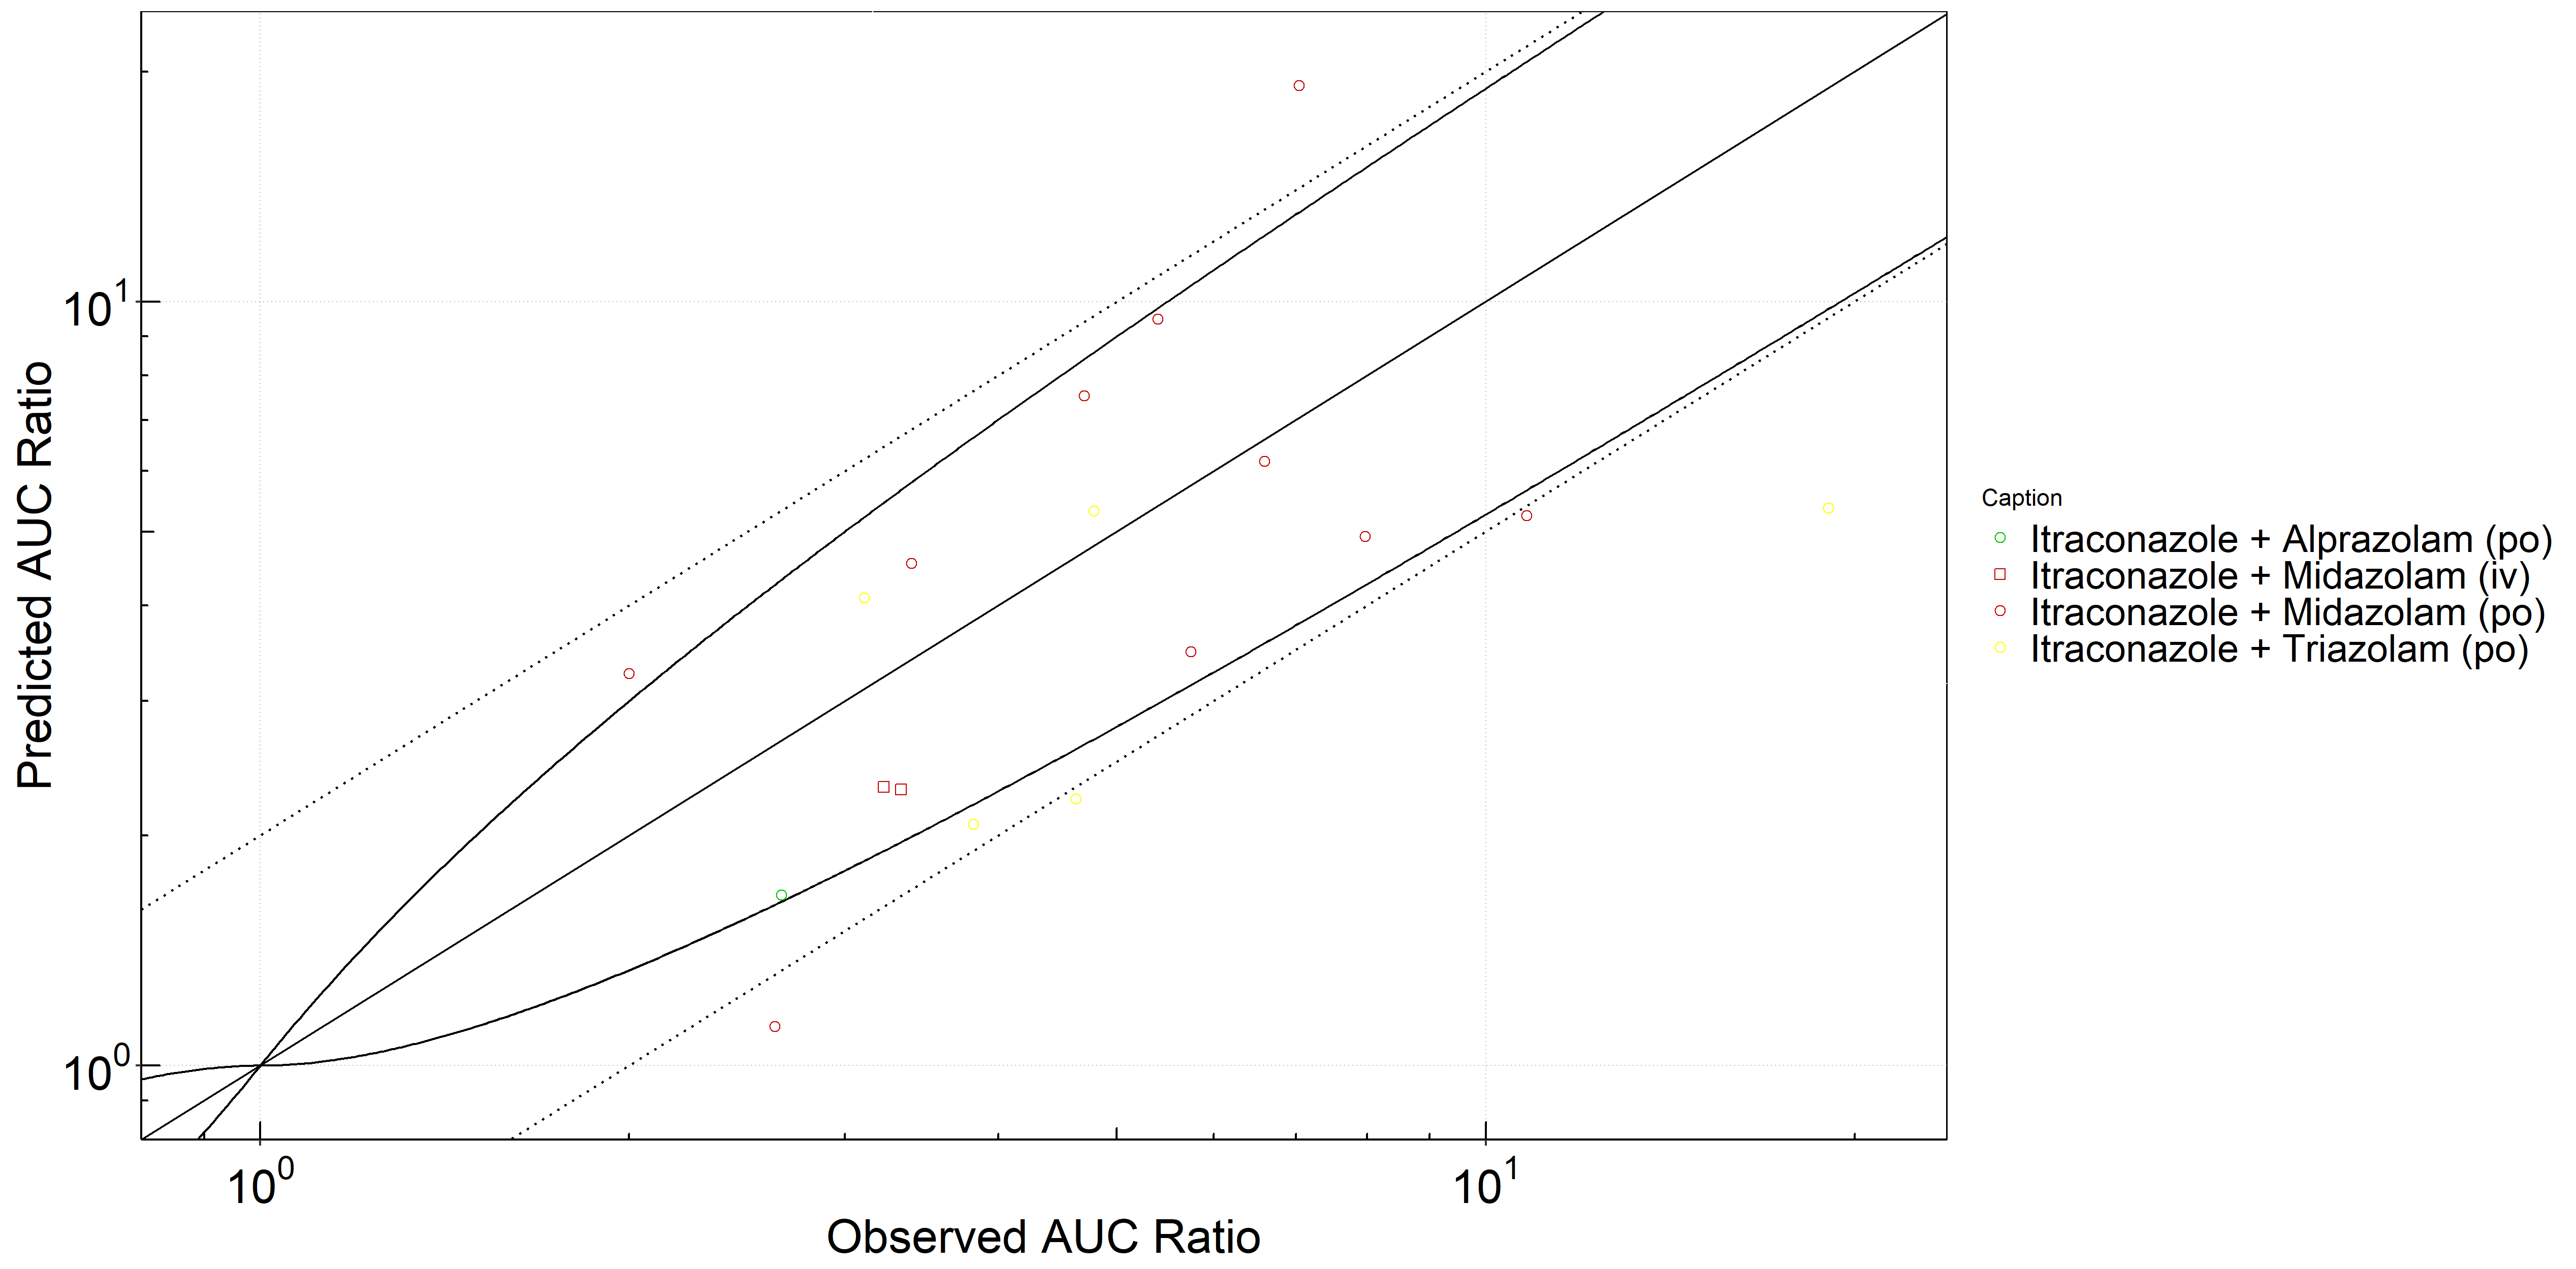 Predicted AUC Ratio
10^1
10^0
10^0
10^1
Observed AUC Ratio
Caption
Itraconazole + Alprazolam (po)
Itraconazole + Midazolam (iv)
Itraconazole + Midazolam (po)
Itraconazole + Triazolam (po)